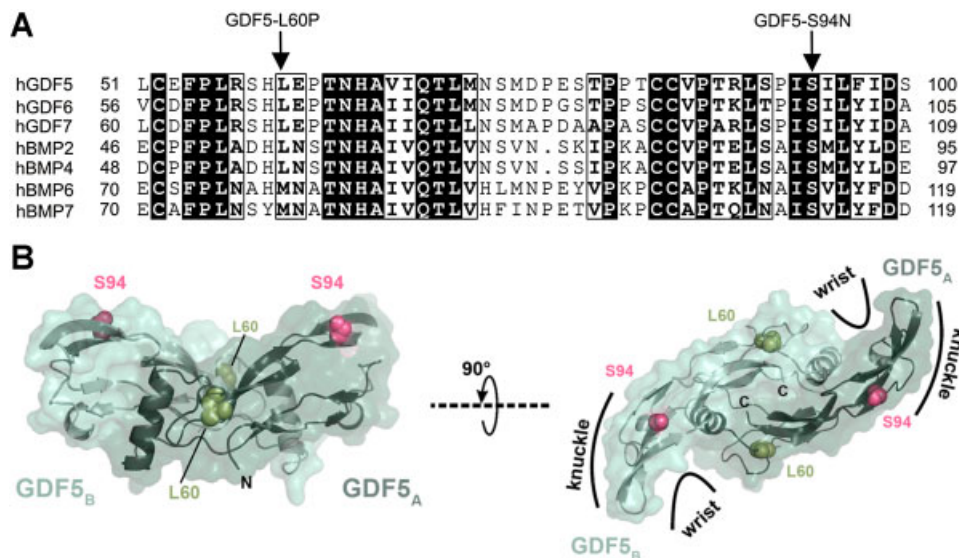 A
GDF5-L60P GDF5-S94N
hGDF5 51 LCEFPLRSHLEPTNHAVIQTLMNSMDPESTPPTCCVPTRLSPISILFIDS 100
hGDF6 56 VCDFPLRSHLEPTNHAIIQTLMNSMDPGSTPPSCCVPTKLTPISILYIDA 105
hGDF7 60 LCDFPLRSHLEPTNHAIIQTLLNSMAPDAAPASCCVPARLSPISILYIDA 109
hBMP2 46 ECPFPLADHLNSTNHAIVQTLVNSVN.SKIPKACCVPTELSAISMLYLDE 95
hBMP4 48 DCPFPLADHLNSTNHAIVQTLVNSVN.SSIPKACCVPTELSAISMLYLDE 97
hBMP6 70 ECSFPLNAHMNATNHAIVQTLVHLMNPEYVPKPCCAPTKLNAISVLYFDD 119
hBMP7 70 ECAFPLNSYMNATNHAIVQTLVHFINPETVPKPCCAPTQLNAISVLYFDD 119
B
S94 S94
L60
L60
N
GDF5B GDF5A
90°
GDF5A
wrist
L60
knuckle
S94
C
C
S94
L60
knuckle
wrist
GDF5B